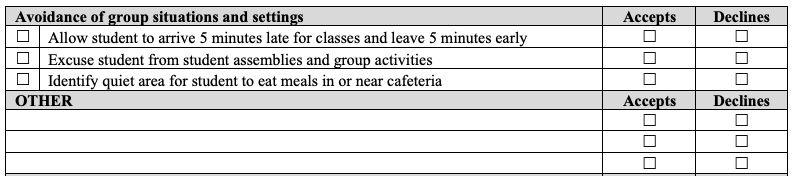 Avoidance of group situations and settings Accepts Declines
☐ Allow student to arrive 5 minutes late for classes and leave 5 minutes early ☐ ☐
☐ Excuse student from student assemblies and group activities ☐ ☐
☐ Identify quiet area for student to eat meals in or near cafeteria ☐ ☐
OTHER Accepts Declines
☐ ☐
☐ ☐
☐ ☐